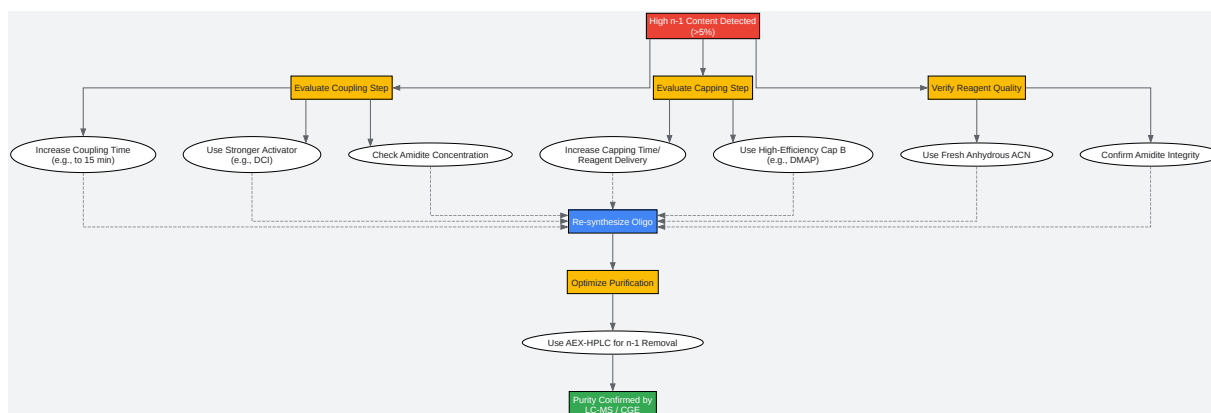 High n-1 Content Detected
(>5%)
Evaluate Coupling Step
Evaluate Capping Step
Verify Reagent Quality
Increase Coupling Time
(e.g., to 15 min)
Use Stronger Activator
(e.g., DCI)
Check Amidite Concentration
Increase Capping Time/
Reagent Delivery
Use High-Efficiency Cap B
(e.g., DMAP)
Use Fresh Anhydrous ACN
Confirm Amidite Integrity
Re-synthesize Oligo
Optimize Purification
Use AEX-HPLC for n-1 Removal
Purity Confirmed by
LC-MS / CGE